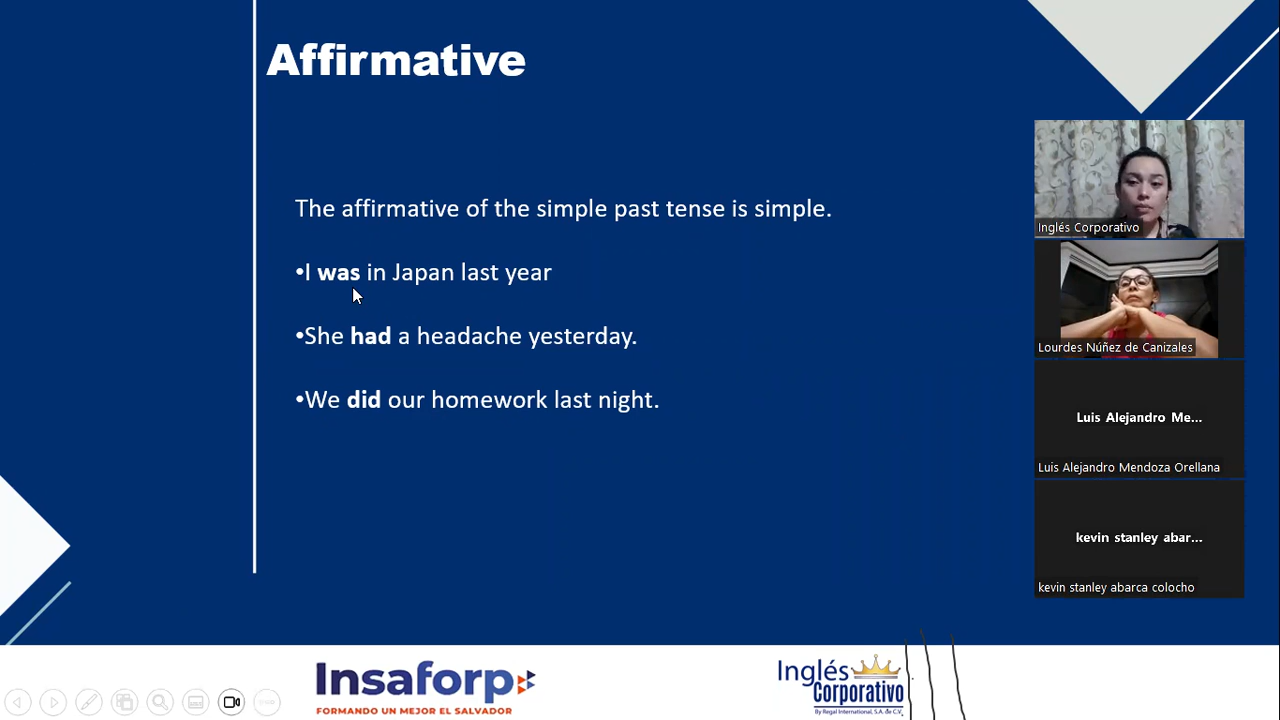 Affirmative
The affirmative of the simple past tense is simple.
•I was in Japan last year
•She had a headache yesterday.
•We did our homework last night.
Inglés Corporativo
Lourdes Núñez de Canizales
Luis Alejandro Me...
Luis Alejandro Mendoza Orellana
kevin stanley abar...
kevin stanley abarca colocho
Insaforp
FORMANDO UN MEJOR EL SALVADOR
Inglés
Corporativo
By Regal International, S.A. de C.V.